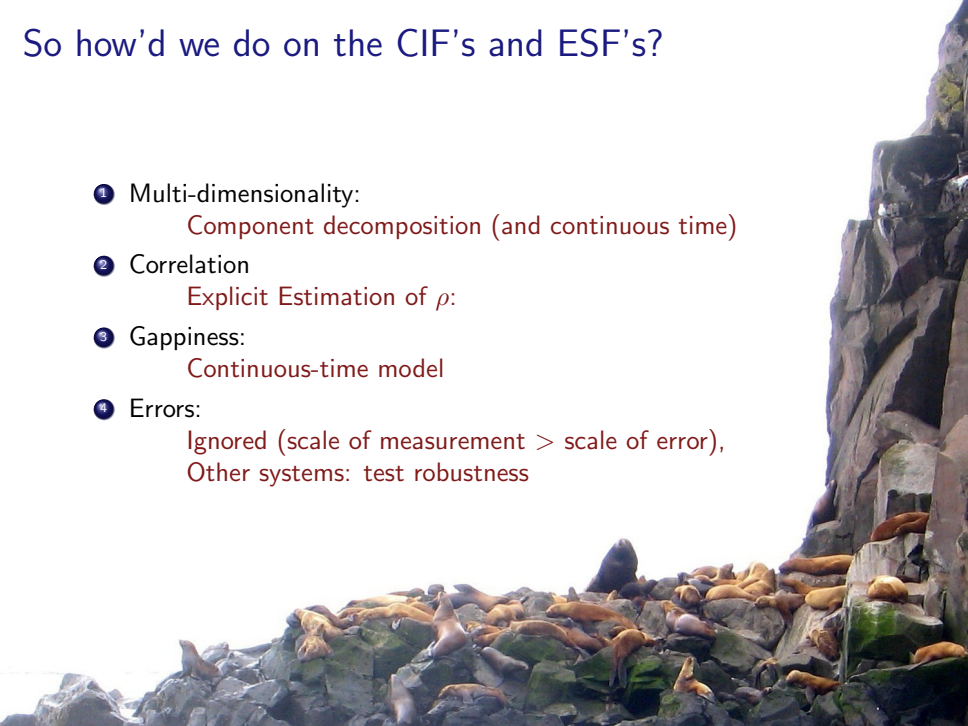 So how'd we do on the CIF's and ESF's?
1 Multi-dimensionality:
Component decomposition (and continuous time)
2 Correlation
Explicit Estimation of ρ:
3 Gappiness:
Continuous-time model
4 Errors:
Ignored (scale of measurement > scale of error),
Other systems: test robustness